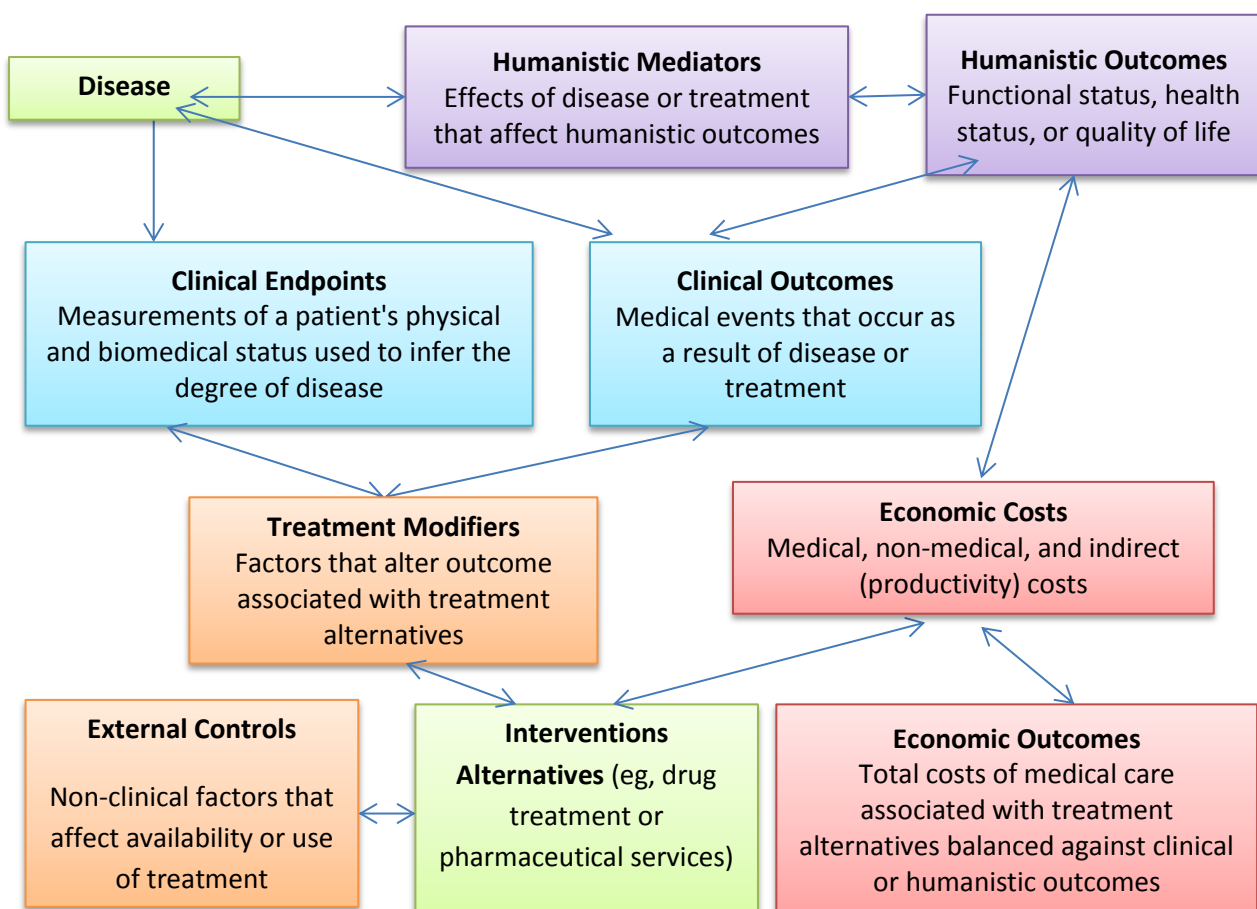 Disease
Humanistic Mediators
Effects of disease or treatment
that affect humanistic outcomes
Humanistic Outcomes
Functional status, health
status, or quality of life
Clinical Endpoints
Measurements of a patient's physical
and biomedical status used to infer the
degree of disease
Clinical Outcomes
Medical events that occur as
a result of disease or
treatment
Treatment Modifiers
Factors that alter outcome
associated with treatment
alternatives
Economic Costs
Medical, non-medical, and indirect
(productivity) costs
External Controls
Non-clinical factors that
affect availability or use
of treatment
Interventions
Alternatives (eg, drug
treatment or
pharmaceutical services)
Economic Outcomes
Total costs of medical care
associated with treatment
alternatives balanced against clinical
or humanistic outcomes